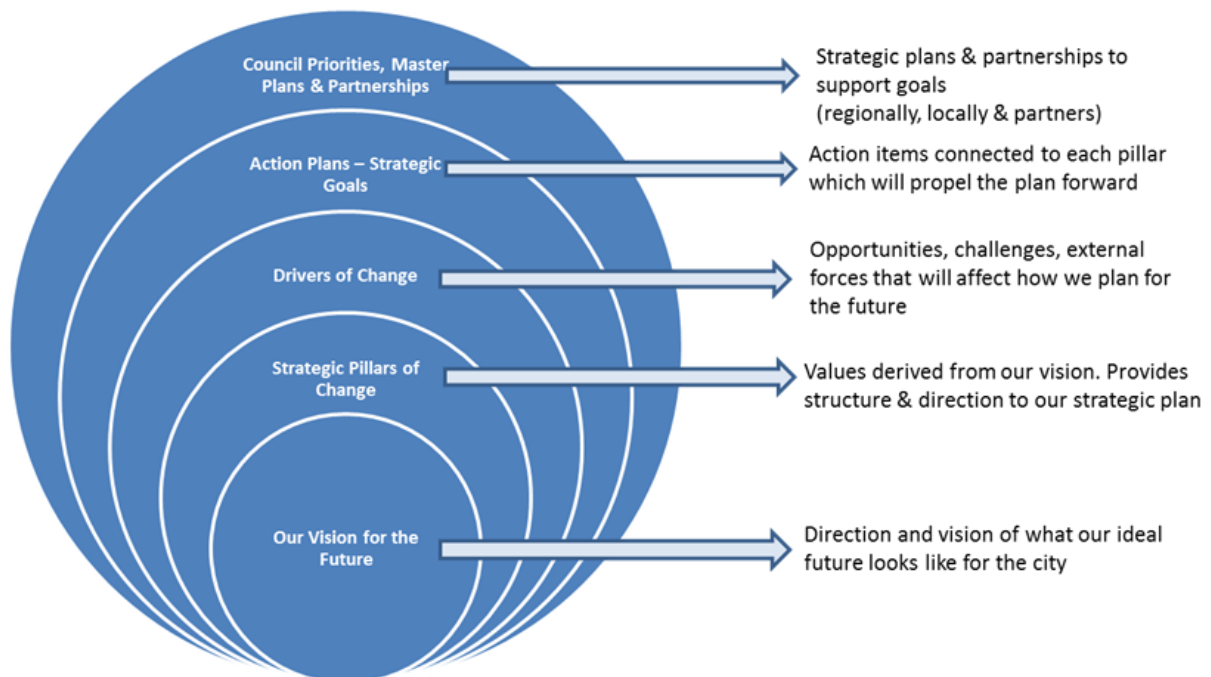 Council Priorities, Master
Plans & Partnerships
Strategic plans & partnerships to
support goals
(regionally, locally & partners)
Action Plans – Strategic
Goals
Action items connected to each pillar
which will propel the plan forward
Drivers of Change
Opportunities, challenges, external
forces that will affect how we plan for
the future
Strategic Pillars of
Change
Values derived from our vision. Provides
structure & direction to our strategic plan
Our Vision for the
Future
Direction and vision of what our ideal
future looks like for the city